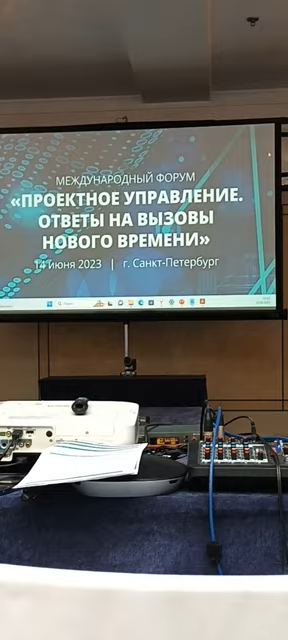 МЕЖДУНАРОДНЫЙ ФОРУМ
«ПРОЕКТНОЕ УПРАВЛЕНИЕ.
ОТВЕТЫ НА ВЫЗОВЫ
НОВОГО ВРЕМЕНИ»
14 июня 2023 | г. Санкт-Петербург